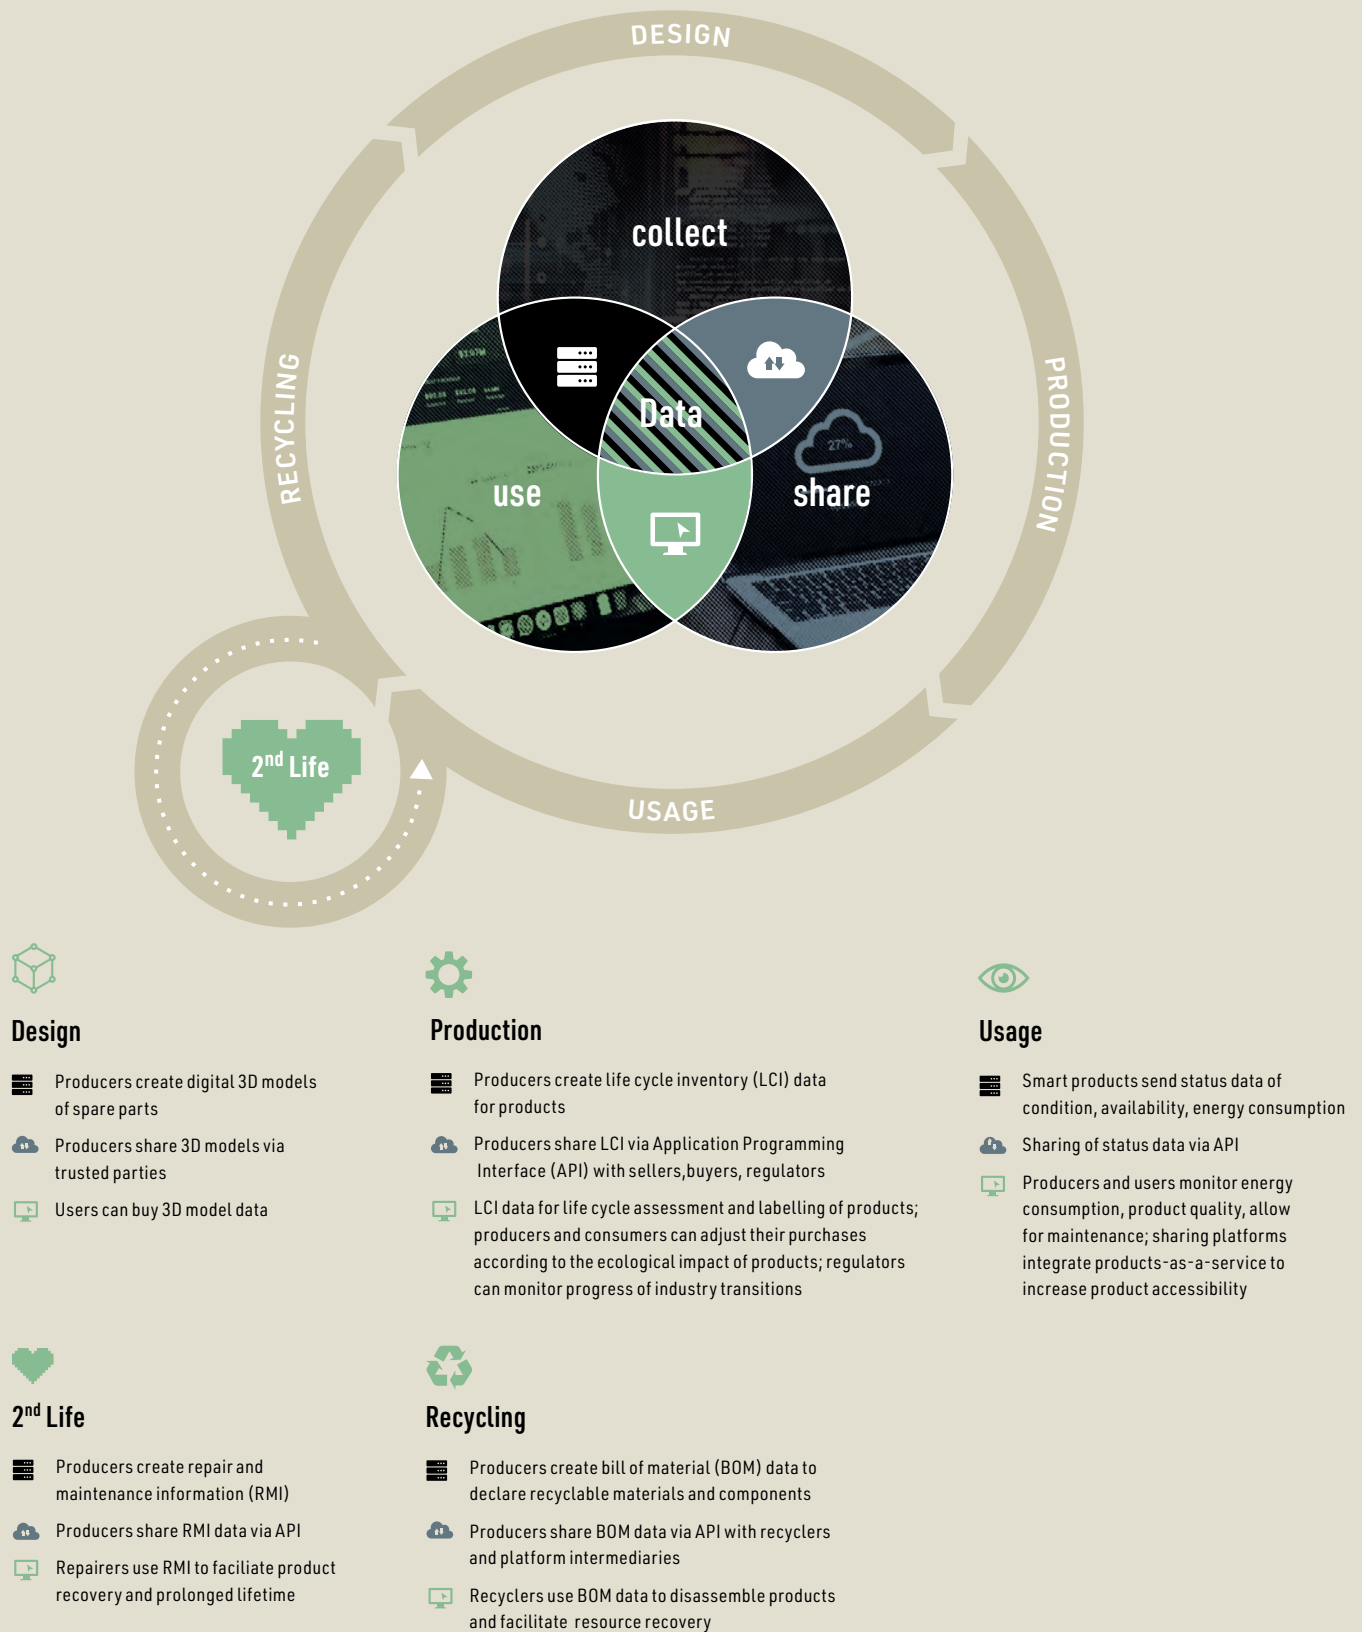 DESIGN
collect
Data
use
27%
share
RECYCLING
PRODUCTION
2nd Life
USAGE
Design
Producers create digital 3D models
of spare parts
Producers share 3D models via
trusted parties
Users can buy 3D model data
Production
Producers create life cycle inventory (LCI) data
for products
Producers share LCI via Application Programming
Interface (API) with sellers,buyers, regulators
LCI data for life cycle assessment and labelling of products;
producers and consumers can adjust their purchases
according to the ecological impact of products; regulators
can monitor progress of industry transitions
Usage
Smart products send status data of
condition, availability, energy consumption
Sharing of status data via API
Producers and users monitor energy
consumption, product quality, allow
for maintenance; sharing platforms
integrate products-as-a-service to
increase product accessibility
2nd Life
Producers create repair and
maintenance information (RMI)
Producers share RMI data via API
Repairers use RMI to faciliate product
recovery and prolonged lifetime
Recycling
Producers create bill of material (BOM) data to
declare recyclable materials and components
Producers share BOM data via API with recyclers
and platform intermediaries
Recyclers use BOM data to disassemble products
and facilitate resource recovery